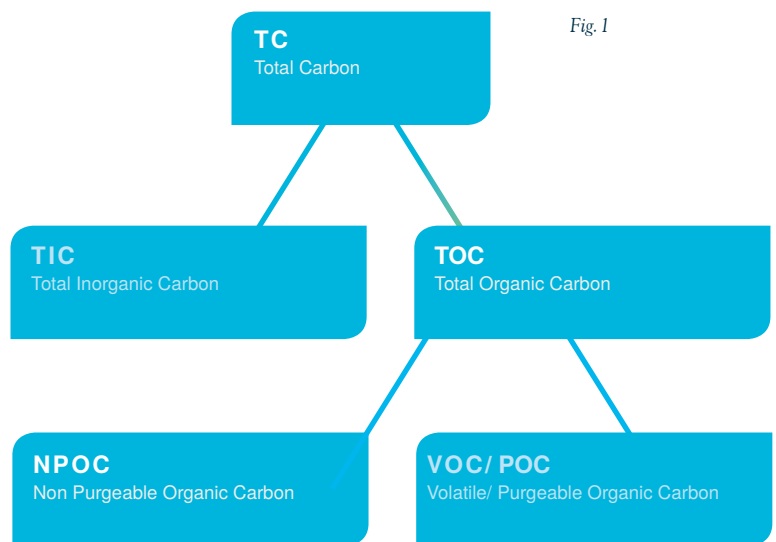 TC
Total Carbon
Fig. 1
TIC
Total Inorganic Carbon
TOC
Total Organic Carbon
NPOC
Non Purgeable Organic Carbon
VOC/ POC
Volatile/ Purgeable Organic Carbon